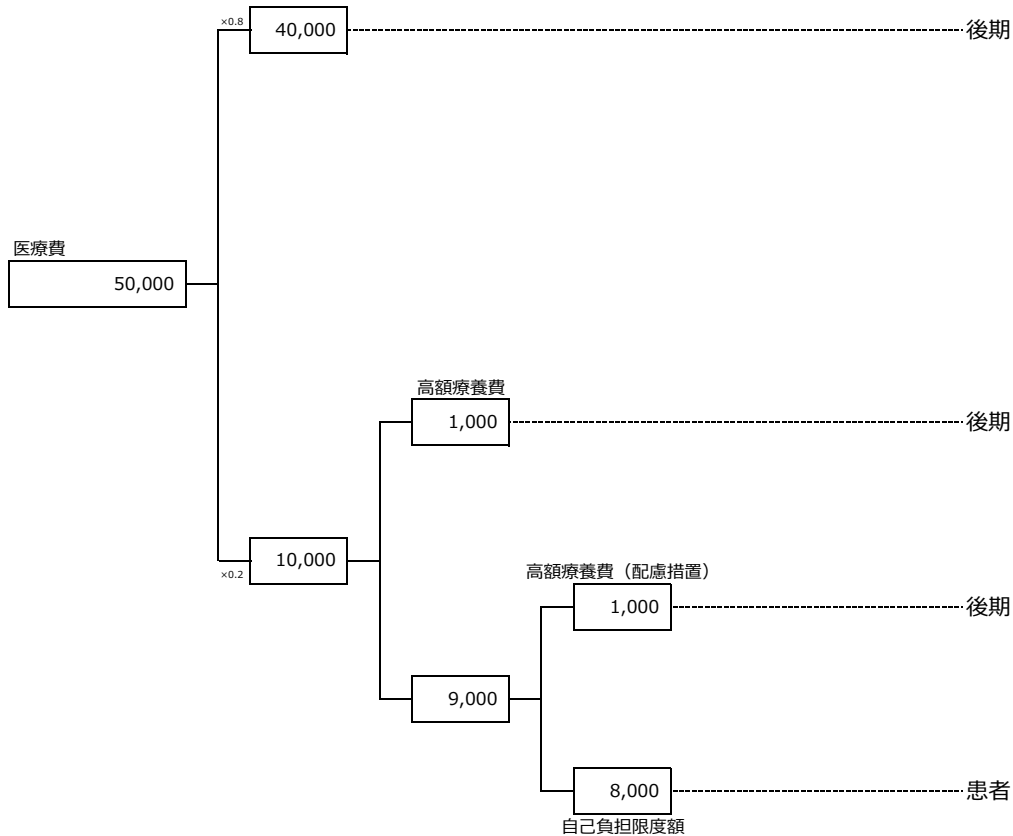 ×0.8
40,000
後期
医療費
50,000
高額療養費
1,000
後期
×0.2
10,000
高額療養費（配慮措置）
1,000
後期
9,000
8,000
患者
自己負担限度額